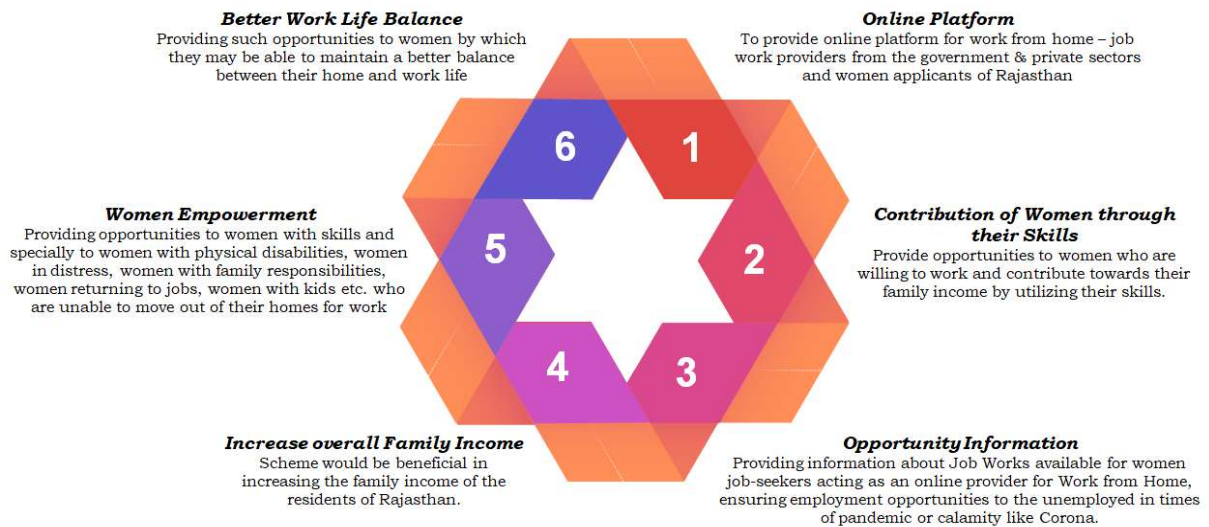 Better Work Life Balance
Providing such opportunities to women by which
they may be able to maintain a better balance
between their home and work life
Online Platform
To provide online platform for work from home – job
work providers from the government & private sectors
and women applicants of Rajasthan
6
1
Women Empowerment
Providing opportunities to women with skills and
specially to women with physical disabilities, women
in distress, women with family responsibilities,
women returning to jobs, women with kids etc. who
are unable to move out of their homes for work
5
2
Contribution of Women through
their Skills
Provide opportunities to women who are
willing to work and contribute towards their
family income by utilizing their skills.
4
3
Increase overall Family Income
Scheme would be beneficial in
increasing the family income of the
residents of Rajasthan.
Opportunity Information
Providing information about Job Works available for women
job-seekers acting as an online provider for Work from Home,
ensuring employment opportunities to the unemployed in times
of pandemic or calamity like Corona.